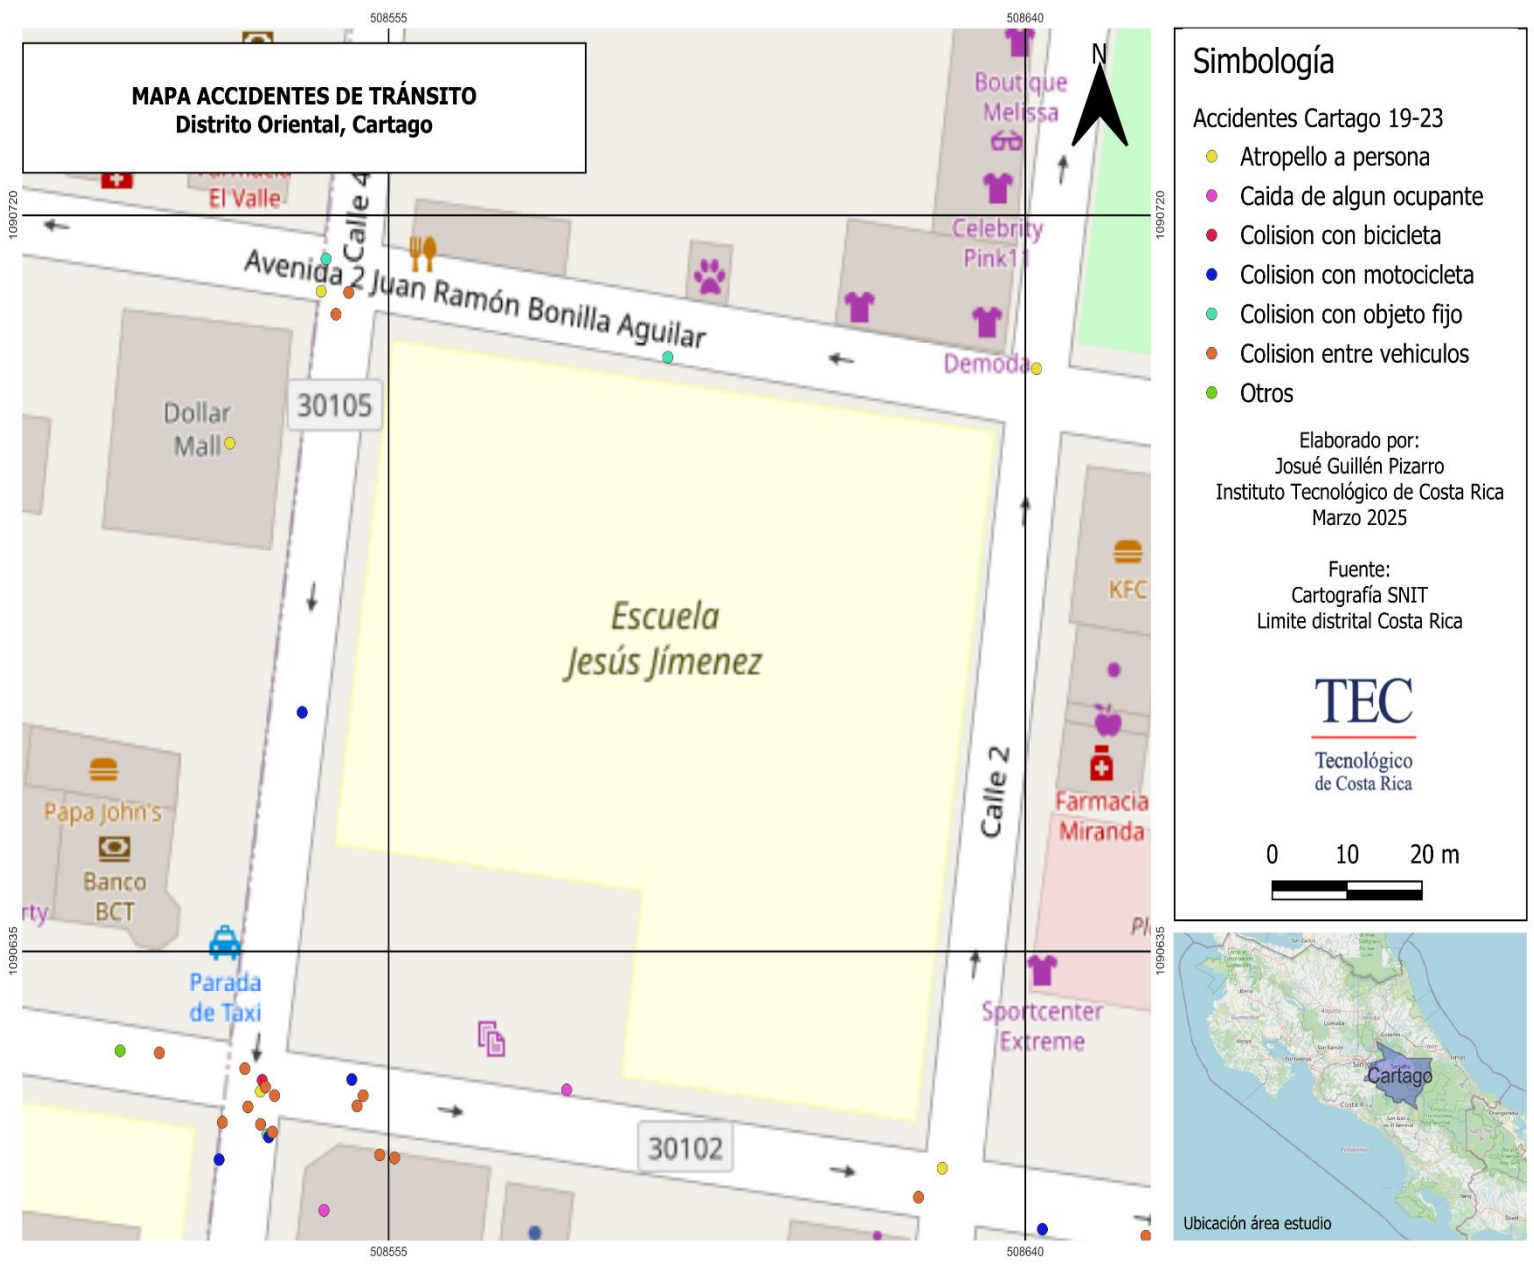 508555
508640
MAPA ACCIDENTES DE TRÁNSITO
Distrito Oriental, Cartago
N
Boutique
Melissa
El Valle
Calle 4
1090720
1090720
Celebrity
Pink11
Avenida 2 Juan Ramón Bonilla Aguilar
Demoda
30105
Dollar
Mall
KFC
Escuela
Jesús Jímenez
Calle 2
Papa John's
Farmacia
Miranda
Banco
BCT
rty
1090635
1090635
Parada
de Taxi
Sportcenter
Extreme
30102
508555
508640
Simbología
Accidentes Cartago 19-23
Atropello a persona
Caida de algun ocupante
Colision con bicicleta
Colision con motocicleta
Colision con objeto fijo
Colision entre vehiculos
Otros
Elaborado por:
Josué Guillén Pizarro
Instituto Tecnológico de Costa Rica
Marzo 2025
Fuente:
Cartografía SNIT
Limite distrital Costa Rica
TEC
Tecnológico
de Costa Rica
0 10 20 m
Cartago
Ubicación área estudio